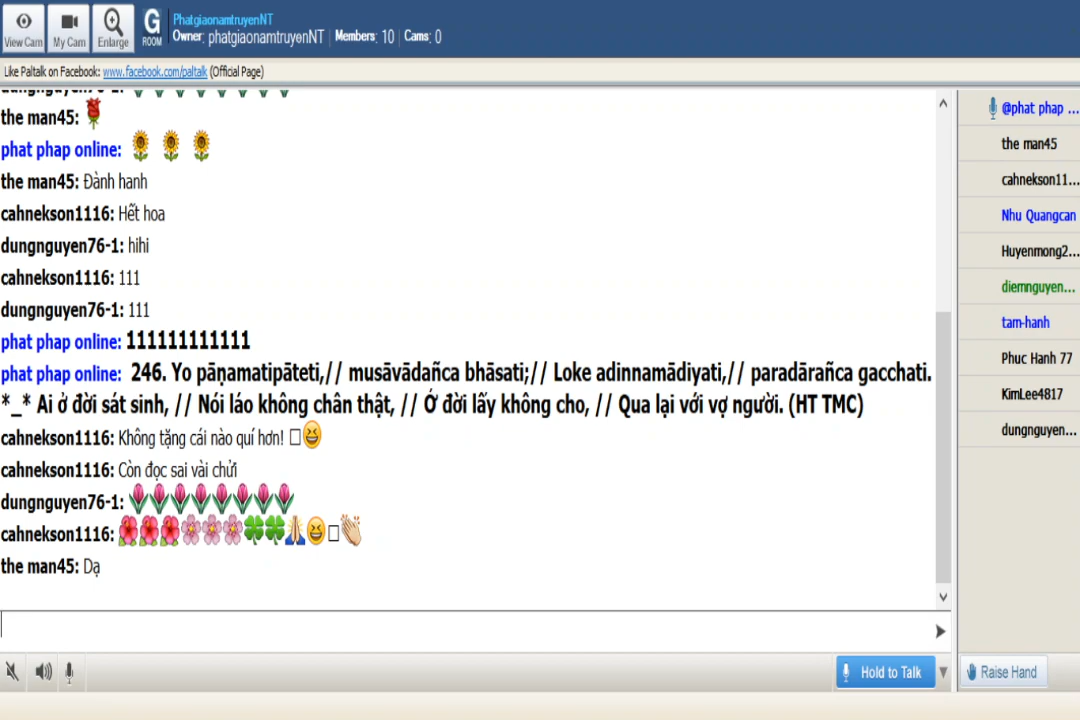 PhatgiaonamtruyenNT
View Cam My Cam Enlarge G ROOM Owner: phatgiaonamtruyenNT Members: 10 Cams: 0
Like Paltalk on Facebook: www.facebook.com/paltalk (Official Page)
the man45:
phat phap online:
the man45: Đành hanh
cahnekson1116: Hết hoa
dungnguyen76-1: hihi
cahnekson1116: 111
dungnguyen76-1: 111
phat phap online: 111111111111
phat phap online: 246. Yo pāṇamatipāteti,// musāvādañca bhāsati;// Loke adinnamādiyati,// paradārañca gacchati.
*_* Ai ở đời sát sinh, // Nói láo không chân thật, // Ở đời lấy không cho, // Qua lại với vợ người. (HT TMC)
cahnekson1116: Không tặng cái nào quí hơn!
cahnekson1116: Còn đọc sai vài chửi
dungnguyen76-1:
cahnekson1116:
the man45: Dạ
@phat phap ...
the man45
cahnekson11...
Nhu Quangcan
Huyenmong2...
diemnguyen...
tam-hanh
Phuc Hanh 77
KimLee4817
dungnguyen...
Hold to Talk
Raise Hand